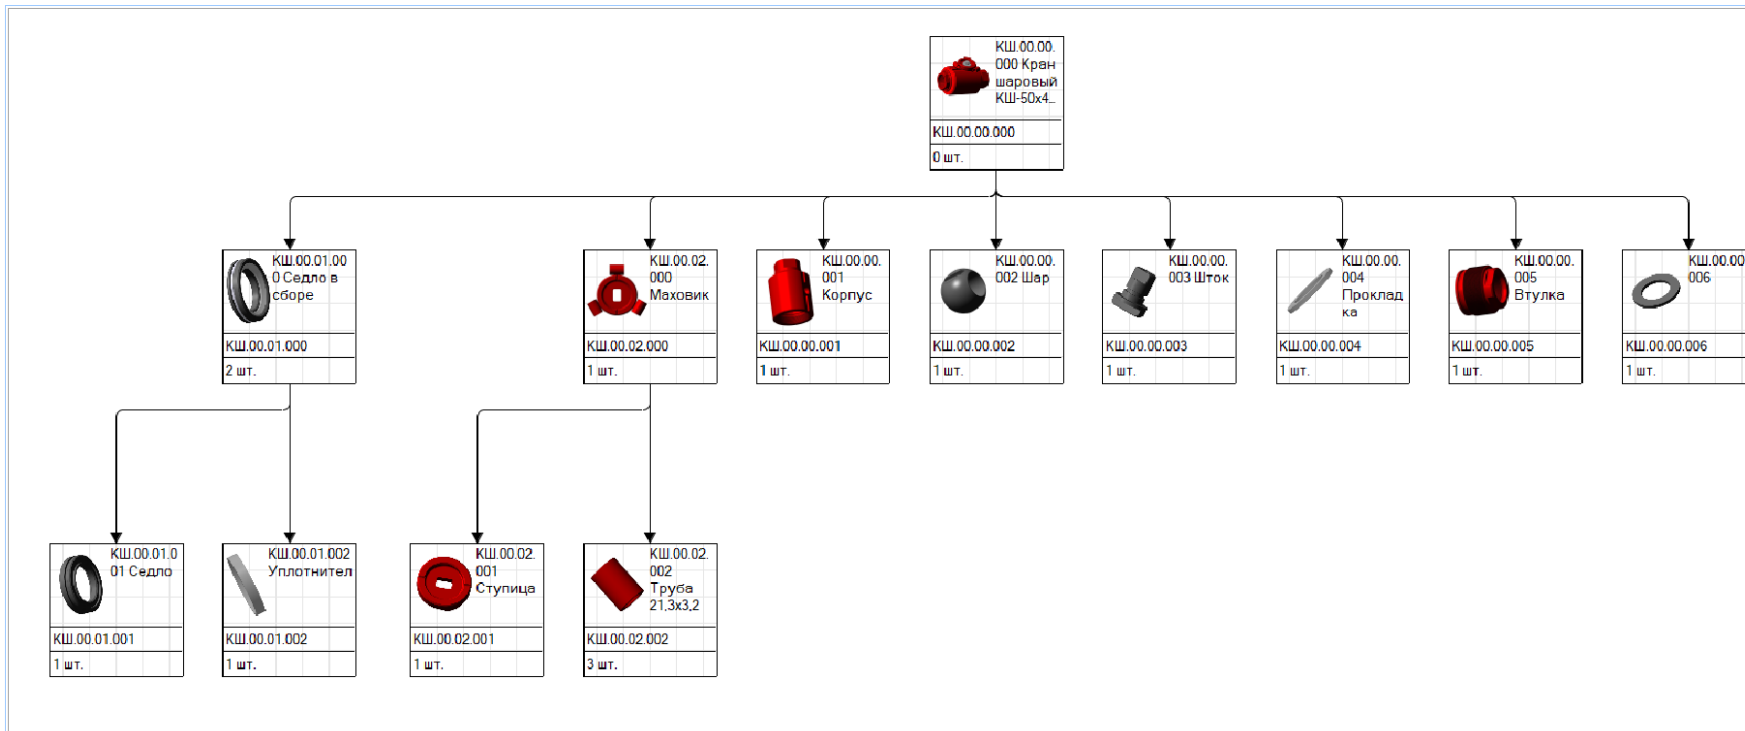 КШ.00.00.
000 Кран
шаровый
КШ-50х4...
КШ.00.00.000
0 шт.
КШ.00.01.00
0 Седло в
сборе
КШ.00.01.000
2 шт.
КШ.00.02.
000
Маховик
КШ.00.02.000
1 шт.
КШ.00.00.
001
Корпус
КШ.00.00.001
1 шт.
КШ.00.00.
002 Шар
КШ.00.00.002
1 шт.
КШ.00.00.
003 Шток
КШ.00.00.003
1 шт.
КШ.00.00.
004
Проклад
ка
КШ.00.00.004
1 шт.
КШ.00.00.
005
Втулка
КШ.00.00.005
1 шт.
КШ.00.00
006
КШ.00.00.006
1 шт.
КШ.00.01.0
01 Седло
КШ.00.01.001
1 шт.
КШ.00.01.002
Уплотнител
КШ.00.01.002
1 шт.
КШ.00.02.
001
Ступица
КШ.00.02.001
1 шт.
КШ.00.02.
002
Труба
21,3х3,2
КШ.00.02.002
3 шт.